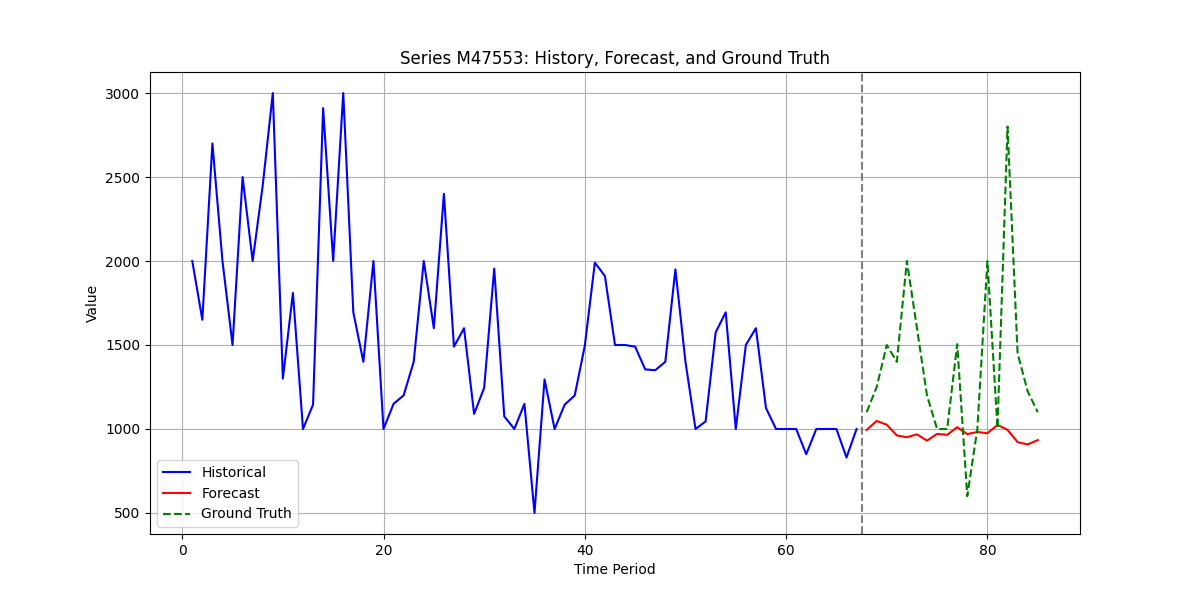 Series M47553: History, Forecast, and Ground Truth
3000
2500
2000
1500
1000
500
Value
Historical
Forecast
Ground Truth
0
20
40
60
80
Time Period